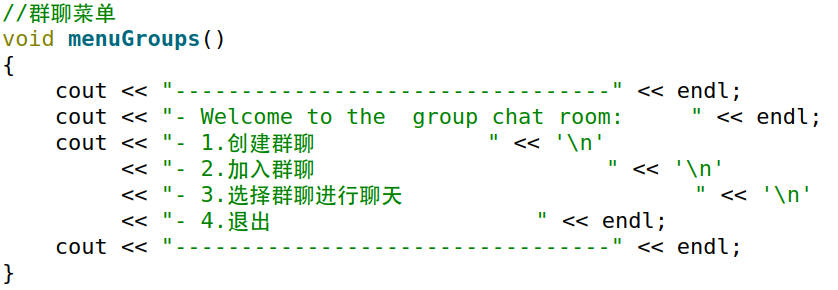 //群聊菜单
void menuGroups()
{
    cout << "---------------------------------" << endl;
    cout << "- Welcome to the  group chat room:     " << endl;
    cout << "- 1.创建群聊             " << '\n'
         << "- 2.加入群聊                      " << '\n'
         << "- 3.选择群聊进行聊天                      " << '\n'
         << "- 4.退出                    " << endl;
    cout << "---------------------------------" << endl;
}